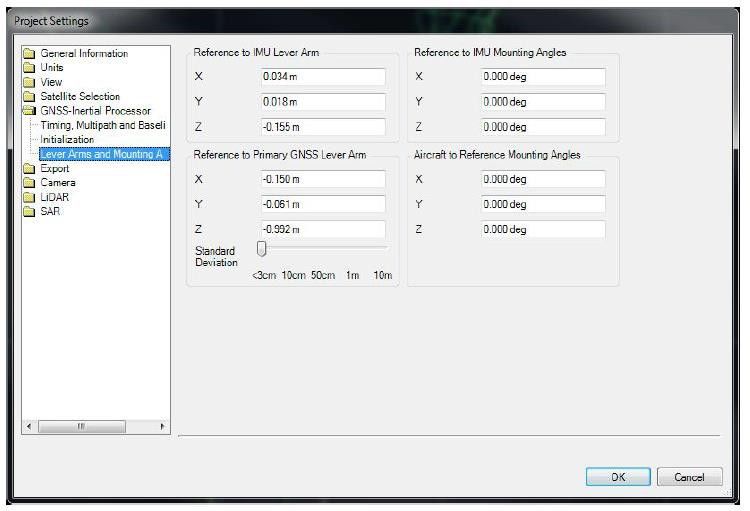 Project Settings
General Information
Units
View
Satellite Selection
GNSS-Inertial Processor
Timing, Multipath and Baseli
Initialization
Lever Arms and Mounting A
Export
Camera
LiDAR
SAR
Reference to IMU Lever Arm
X 0.034 m
Y 0.018 m
Z -0.155 m
Reference to IMU Mounting Angles
X 0.000 deg
Y 0.000 deg
Z 0.000 deg
Reference to Primary GNSS Lever Arm
X -0.150 m
Y -0.061 m
Z -0.992 m
Standard
Deviation
<3cm 10cm 50cm 1m 10m
Aircraft to Reference Mounting Angles
X 0.000 deg
Y 0.000 deg
Z 0.000 deg
OK Cancel